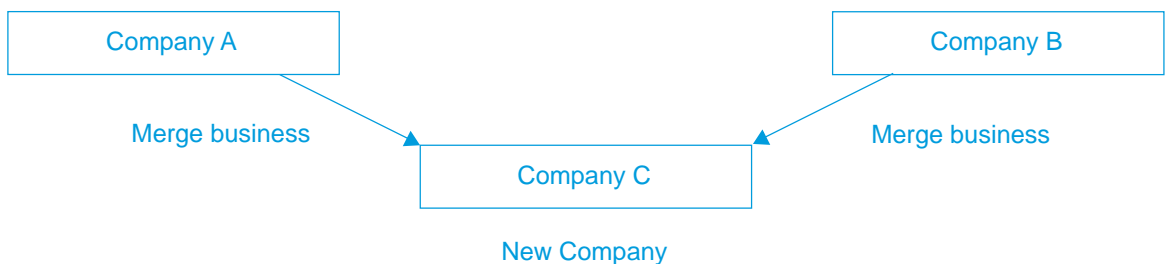 Company A
Company B
Merge business
Merge business
Company C
New Company